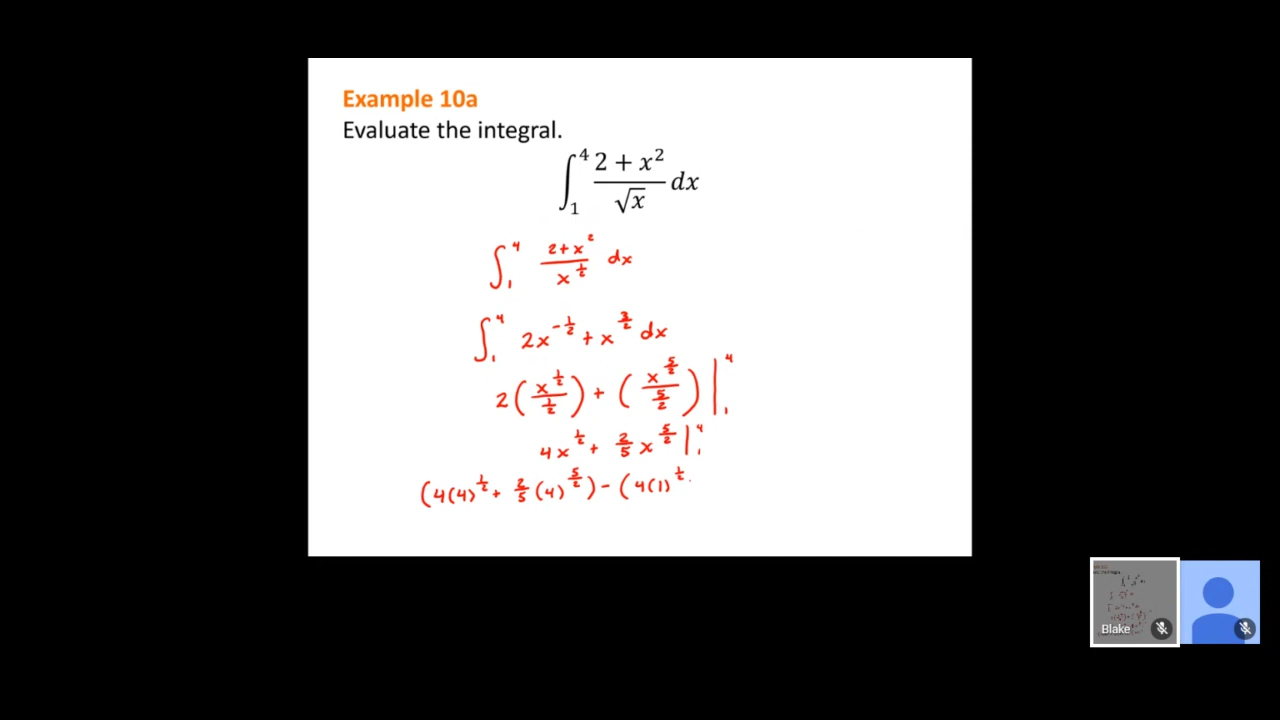 Example 10a
Evaluate the integral.
∫₁⁴ (2 + x²)/√x dx
∫₁⁴ (2+x²)/x^(1/2) dx
∫₁⁴ 2x^(-1/2) + x^(3/2) dx
2(x^(1/2)/(1/2)) + (x^(5/2)/(5/2)) |₁⁴
4x^(1/2) + 2/5 x^(5/2) |₁⁴
(4(4)^(1/2) + 2/5 (4)^(5/2)) - (4(1)^(1/2)
Blake